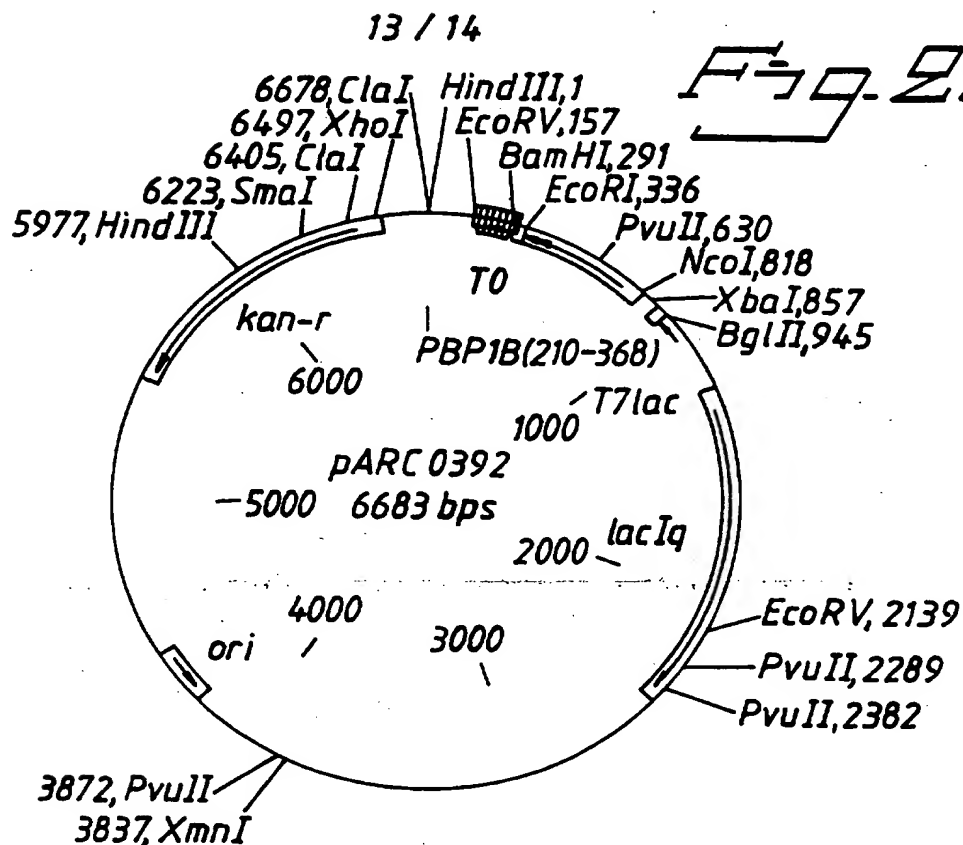 13 / 14
Fig. 2.
6678, ClaI
HindIII,1
6497, XhoI
EcoRV,157
6405, ClaI
BamHI,291
6223, SmaI
EcoRI,336
5977, HindIII
PvuII,630
NcoI,818
XbaI,857
BglII,945
T0
kan-r
PBP1B(210-368)
6000
T7lac
1000
pARC 0392
6683 bps
5000
lacIq
2000
4000
3000
ori
EcoRV, 2139
PvuII,2289
PvuII,2382
3872, PvuII
3837, XmnI